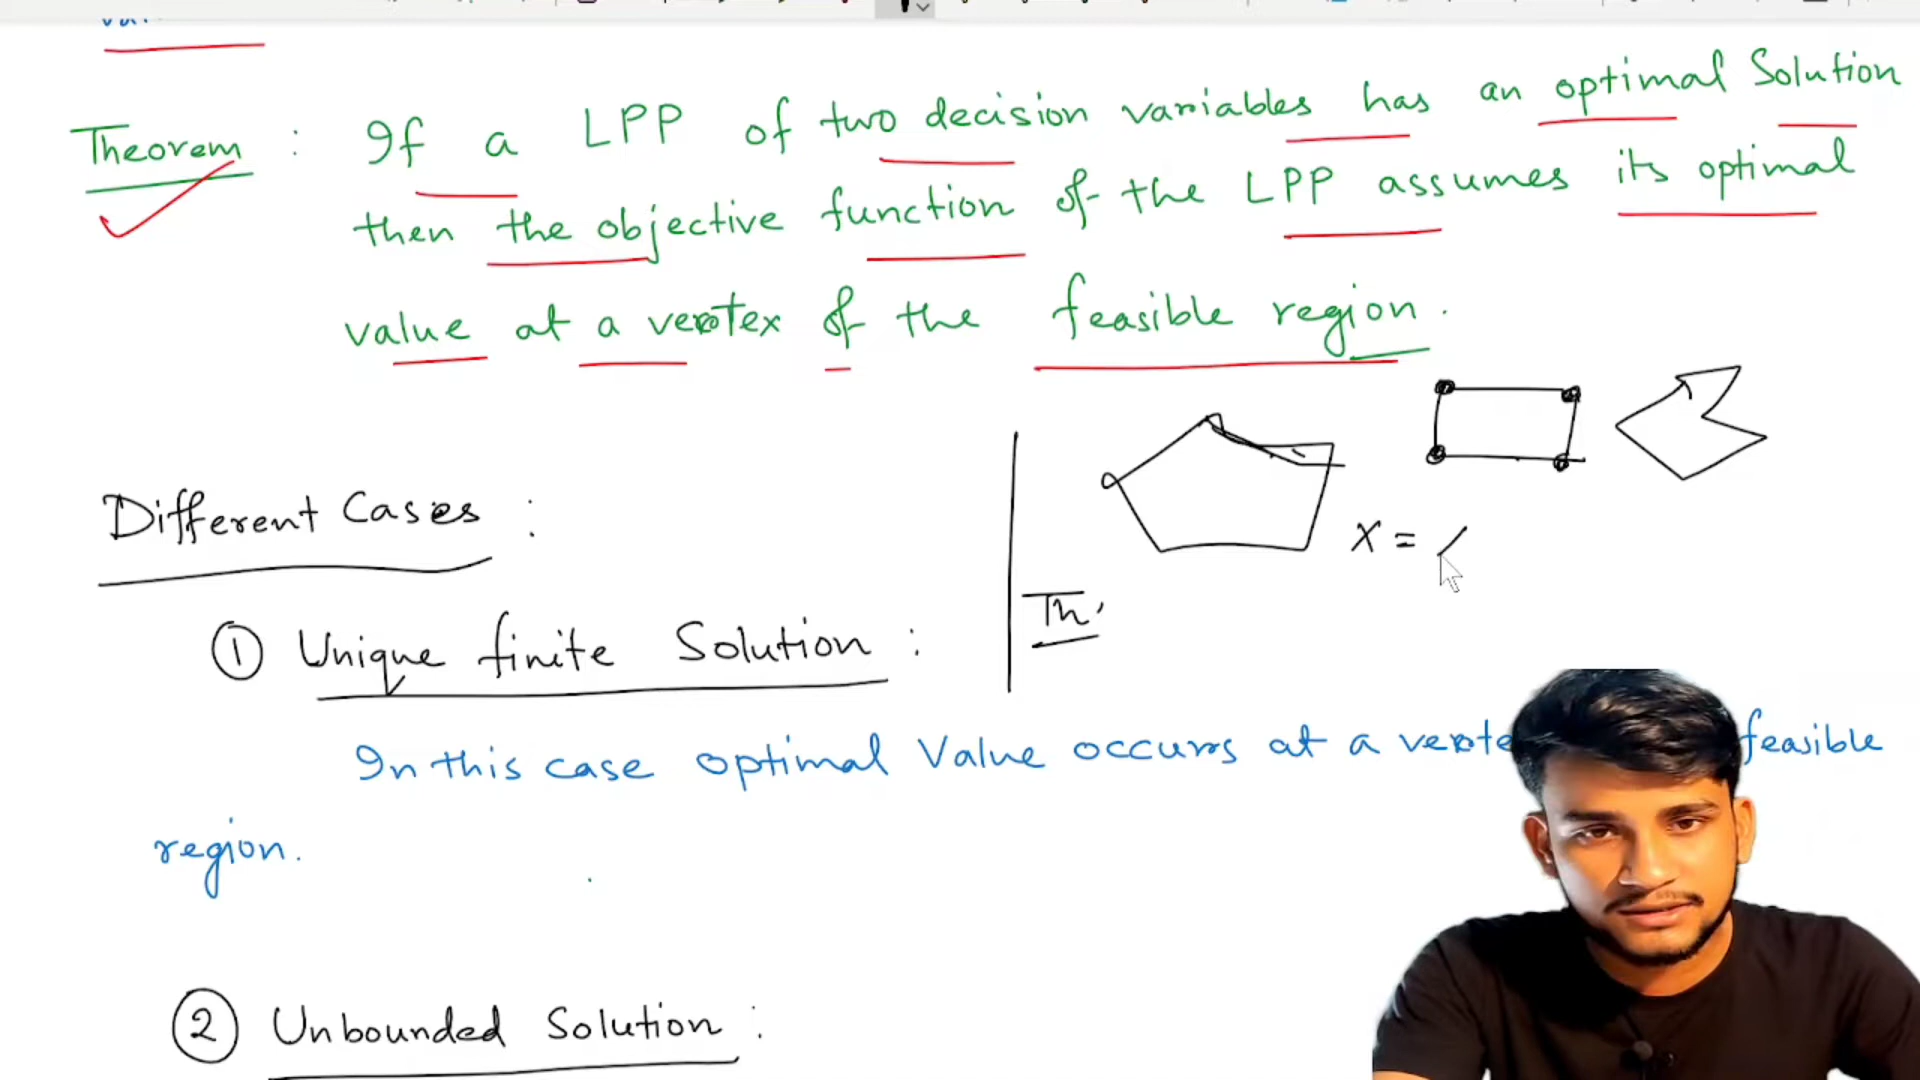 Theorem : If a LPP of two decision variables has an optimal Solution
then the objective function of the LPP assumes its optimal
value at a vertex of the feasible region.
Different Cases :
X =
Th'
① Unique finite Solution :
In this case optimal Value occurs at a feasible
region.
② Unbounded Solution :